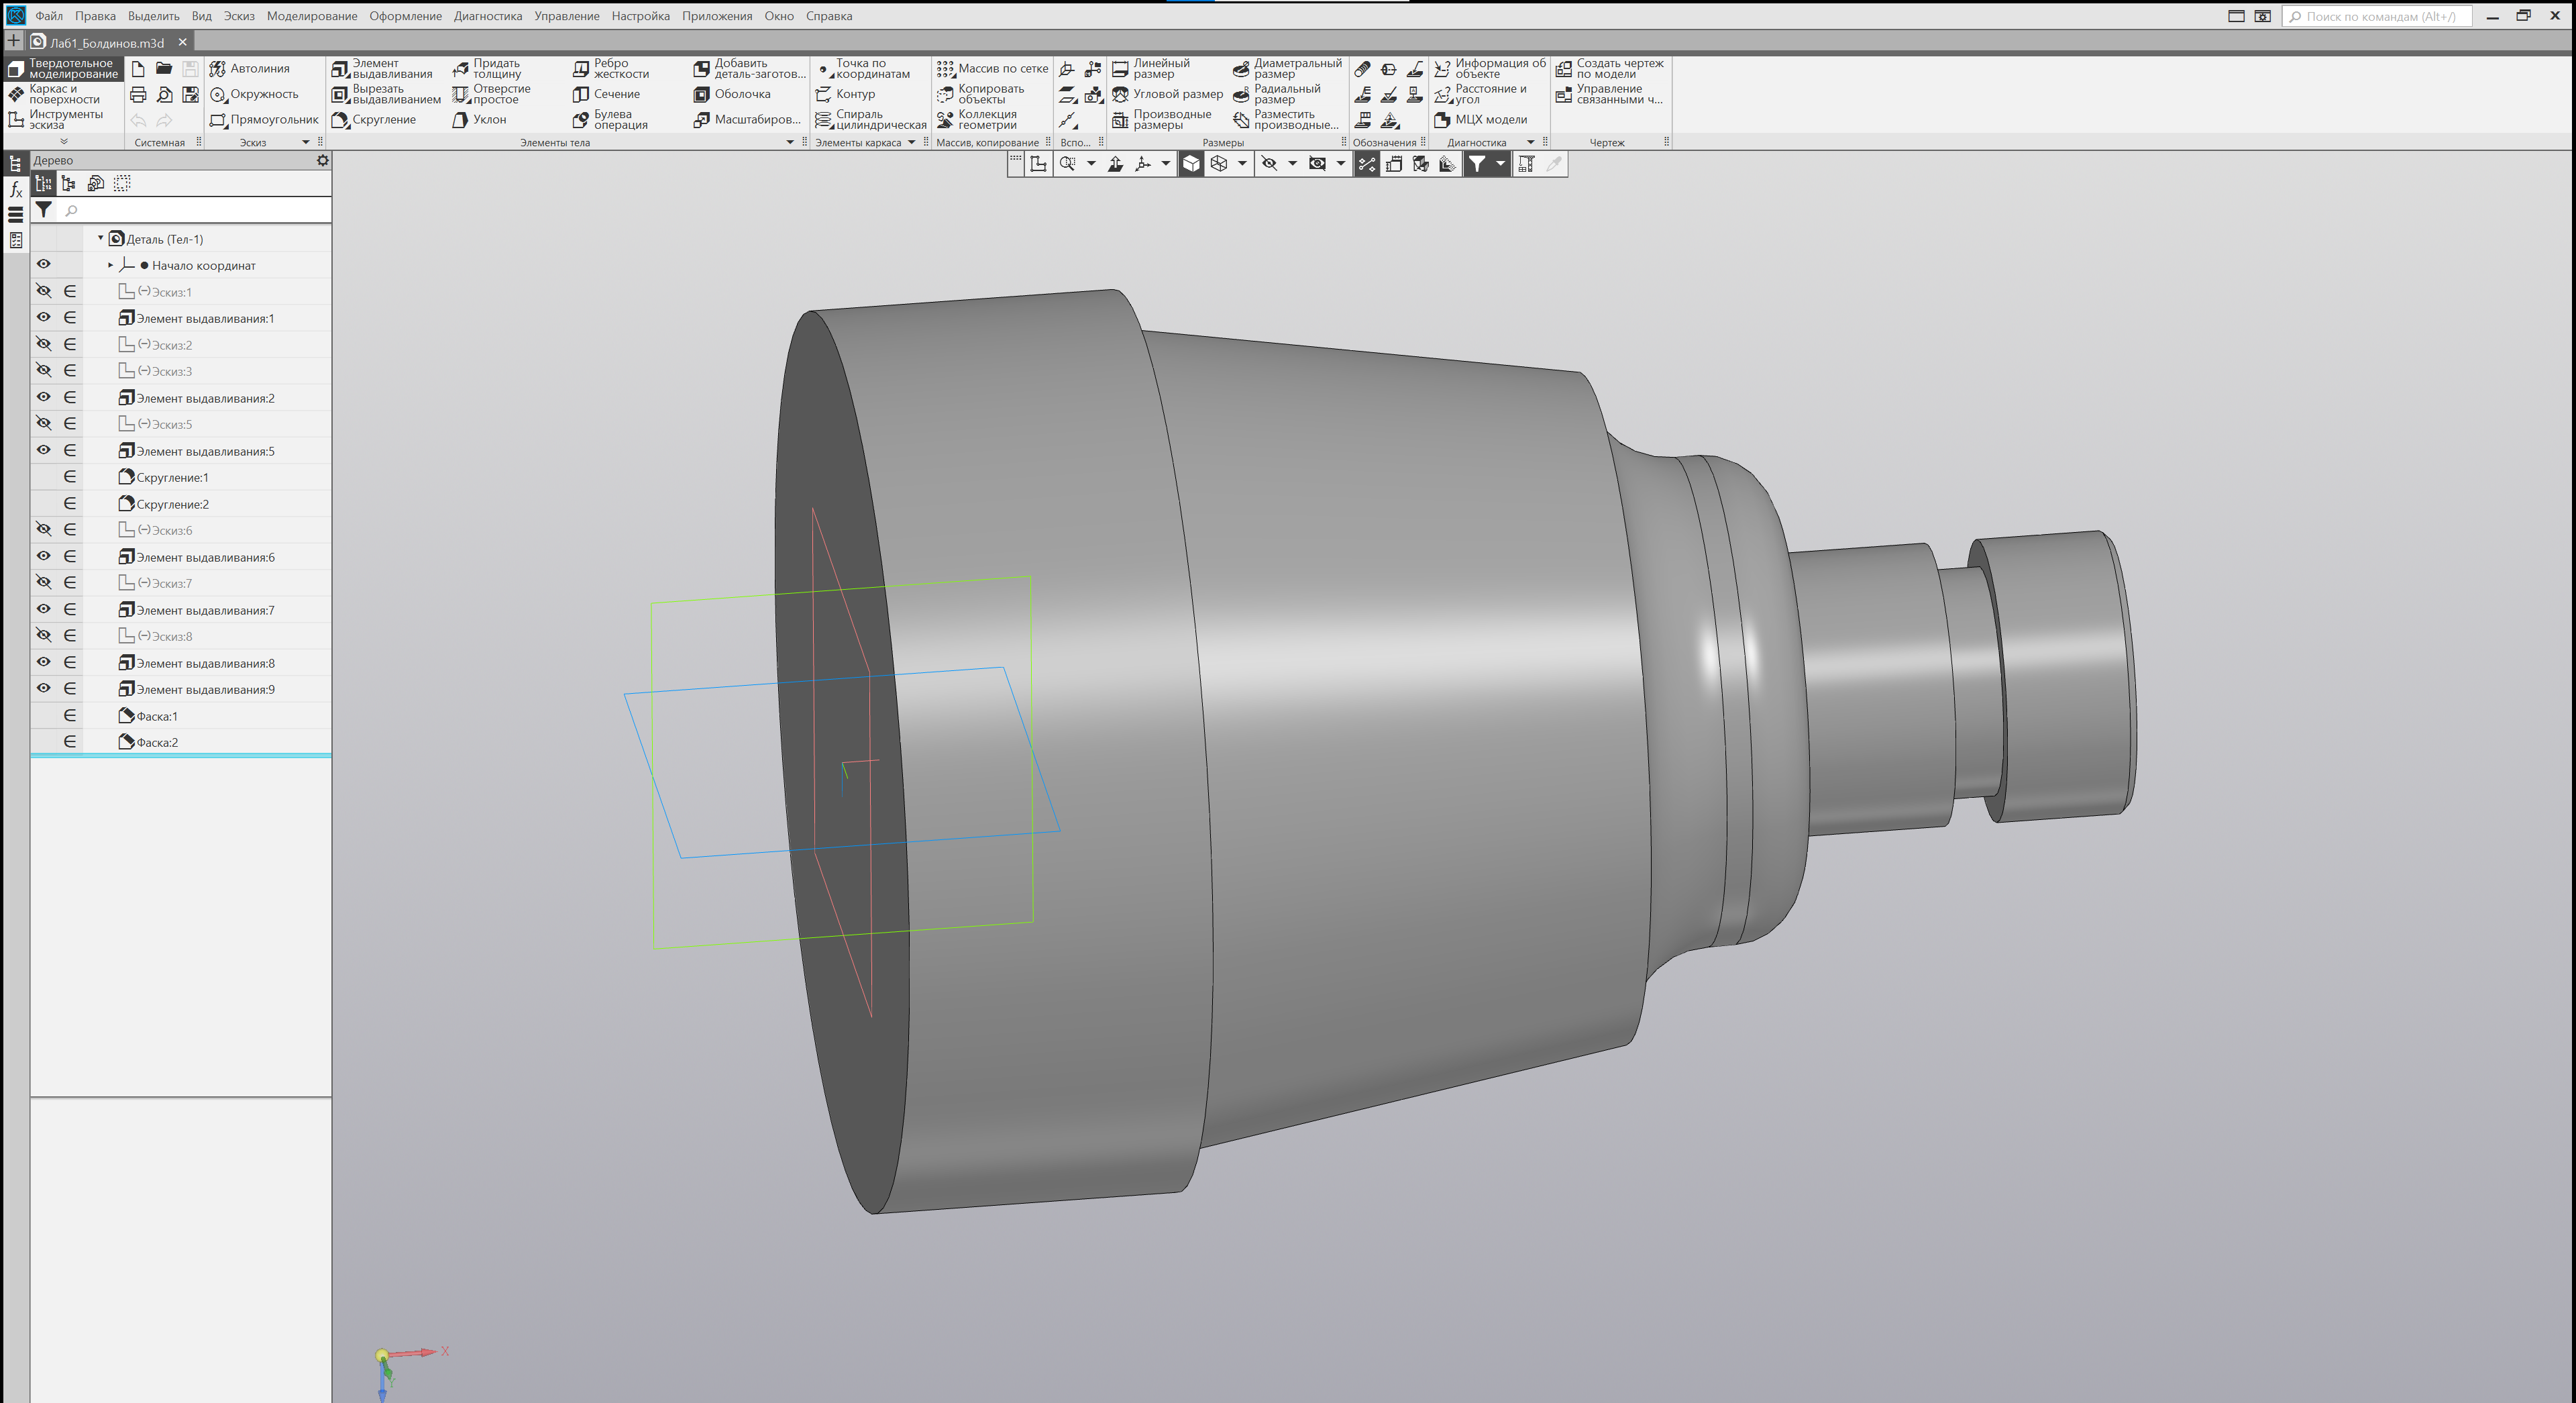 Файл Правка Выделить Вид Эскиз Моделирование Оформление Диагностика Управление Настройка Приложения Окно Справка
Поиск по командам (Alt+/)
Лаб1_Болдинов.m3d
Твердотельное моделирование
Каркас и поверхности
Инструменты эскиза
Системная
Автолиния
Окружность
Прямоугольник
Эскиз
Элемент выдавливания
Вырезать выдавливанием
Скругление
Придать толщину
Отверстие простое
Уклон
Ребро жесткости
Сечение
Булева операция
Добавить деталь-заготов...
Оболочка
Масштабиров...
Элементы тела
Точка по координатам
Контур
Спираль цилиндрическая
Элементы каркаса
Массив по сетке
Копировать объекты
Коллекция геометрии
Массив, копирование
Вспо...
Линейный размер
Угловой размер
Производные размеры
Диаметральный размер
Радиальный размер
Разместить производные...
Размеры
Обозначения
Информация об объекте
Расстояние и угол
МЦХ модели
Диагностика
Создать чертеж по модели
Управление связанными ч...
Чертеж
Дерево
fx
Деталь (Тел-1)
Начало координат
(−)Эскиз:1
Элемент выдавливания:1
(−)Эскиз:2
(−)Эскиз:3
Элемент выдавливания:2
(−)Эскиз:5
Элемент выдавливания:5
Скругление:1
Скругление:2
(−)Эскиз:6
Элемент выдавливания:6
(−)Эскиз:7
Элемент выдавливания:7
(−)Эскиз:8
Элемент выдавливания:8
Элемент выдавливания:9
Фаска:1
Фаска:2
X
Y